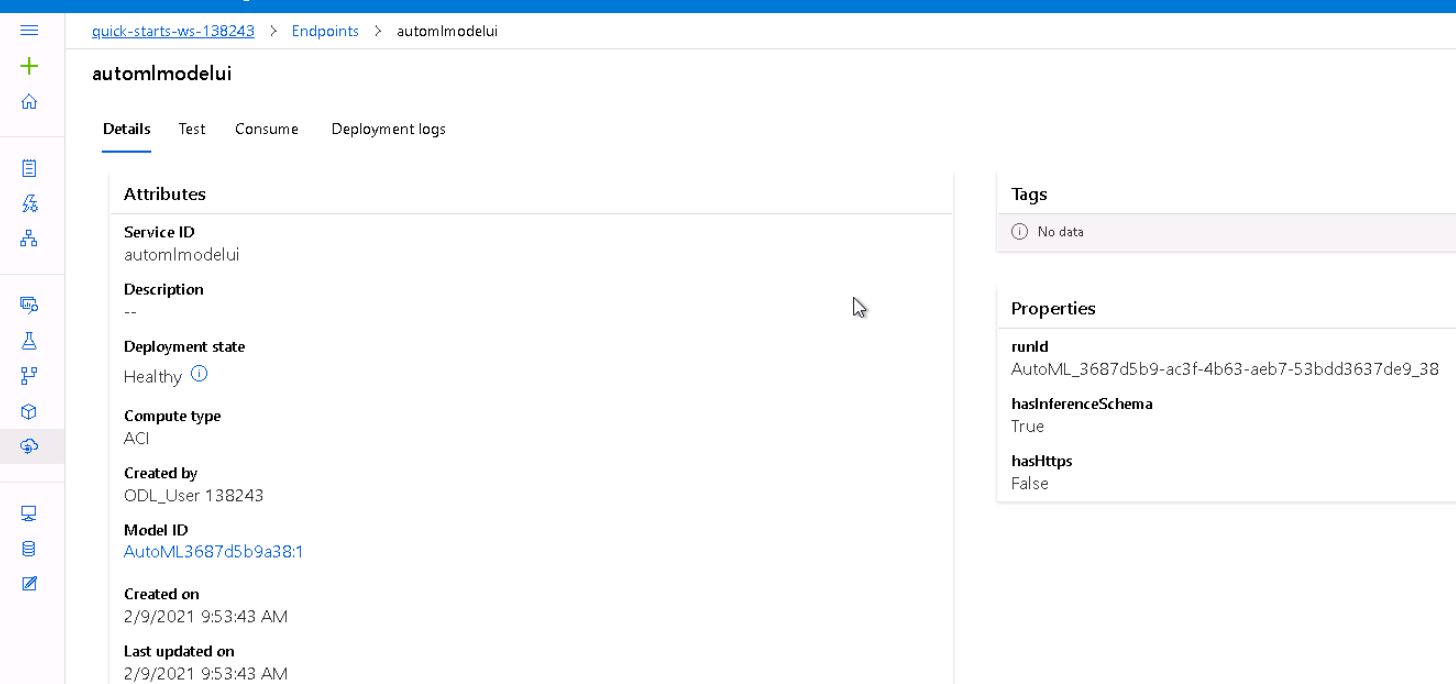 quick-starts-ws-138243 > Endpoints > automlmodelui
automlmodelui
Details Test Consume Deployment logs
Attributes
Service ID
automlmodelui
Description
--
Deployment state
Healthy
Compute type
ACI
Created by
ODL_User 138243
Model ID
AutoML3687d5b9a38:1
Created on
2/9/2021 9:53:43 AM
Last updated on
2/9/2021 9:53:43 AM
Tags
No data
Properties
runId
AutoML_3687d5b9-ac3f-4b63-aeb7-53bdd3637de9_38
hasInferenceSchema
True
hasHttps
False